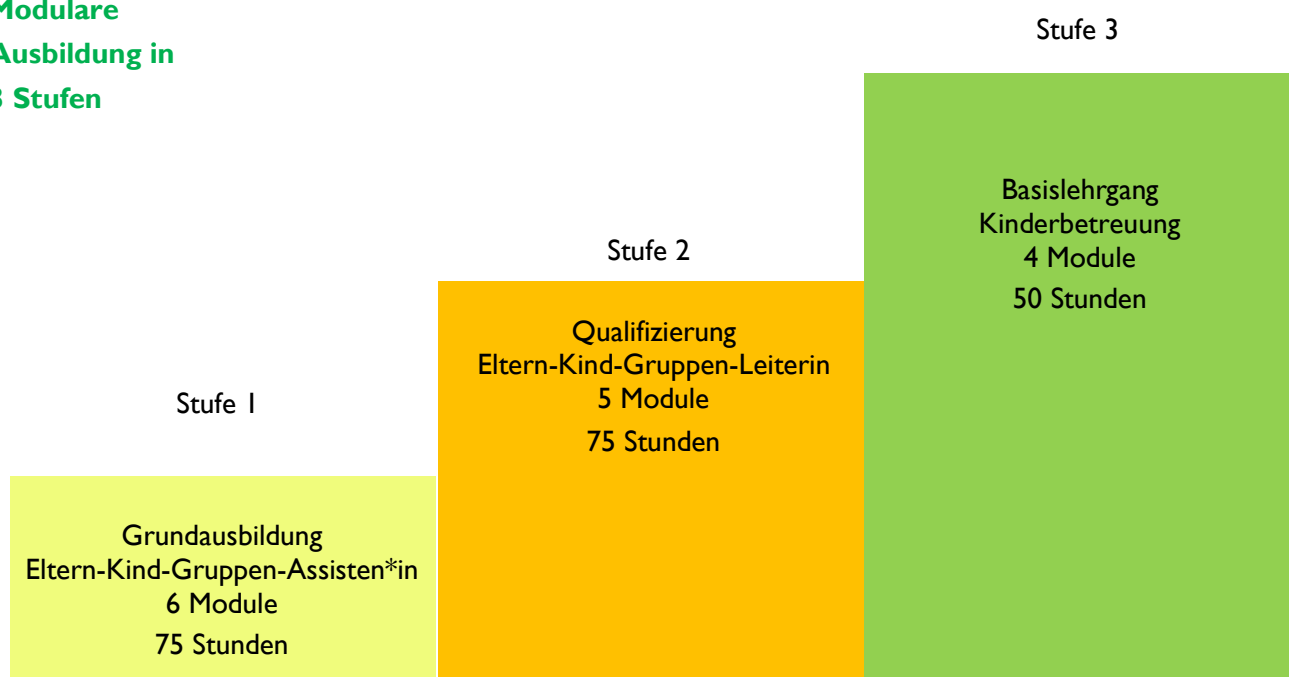 Modulare
Ausbildung in
3 Stufen
Stufe 3
Basislehrgang
Kinderbetreuung
4 Module
50 Stunden
Stufe 2
Qualifizierung
Eltern-Kind-Gruppen-Leiterin
5 Module
75 Stunden
Stufe 1
Grundausbildung
Eltern-Kind-Gruppen-Assisten*in
6 Module
75 Stunden